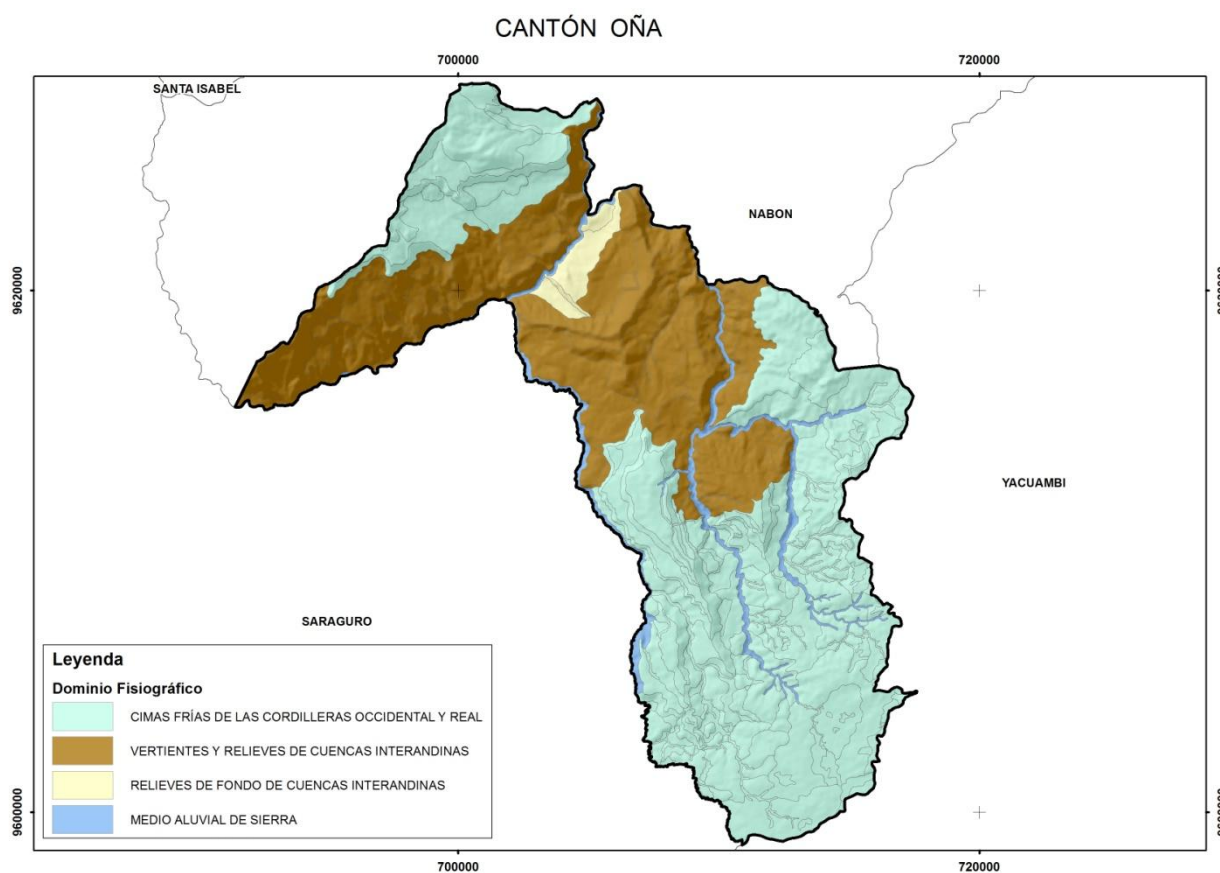 CANTÓN OÑA
700000
720000
SANTA ISABEL
NABON
9620000
9620000
YACUAMBI
SARAGURO
Leyenda
Dominio Fisiográfico
CIMAS FRÍAS DE LAS CORDILLERAS OCCIDENTAL Y REAL
VERTIENTES Y RELIEVES DE CUENCAS INTERANDINAS
RELIEVES DE FONDO DE CUENCAS INTERANDINAS
MEDIO ALUVIAL DE SIERRA
9600000
9600000
700000
720000